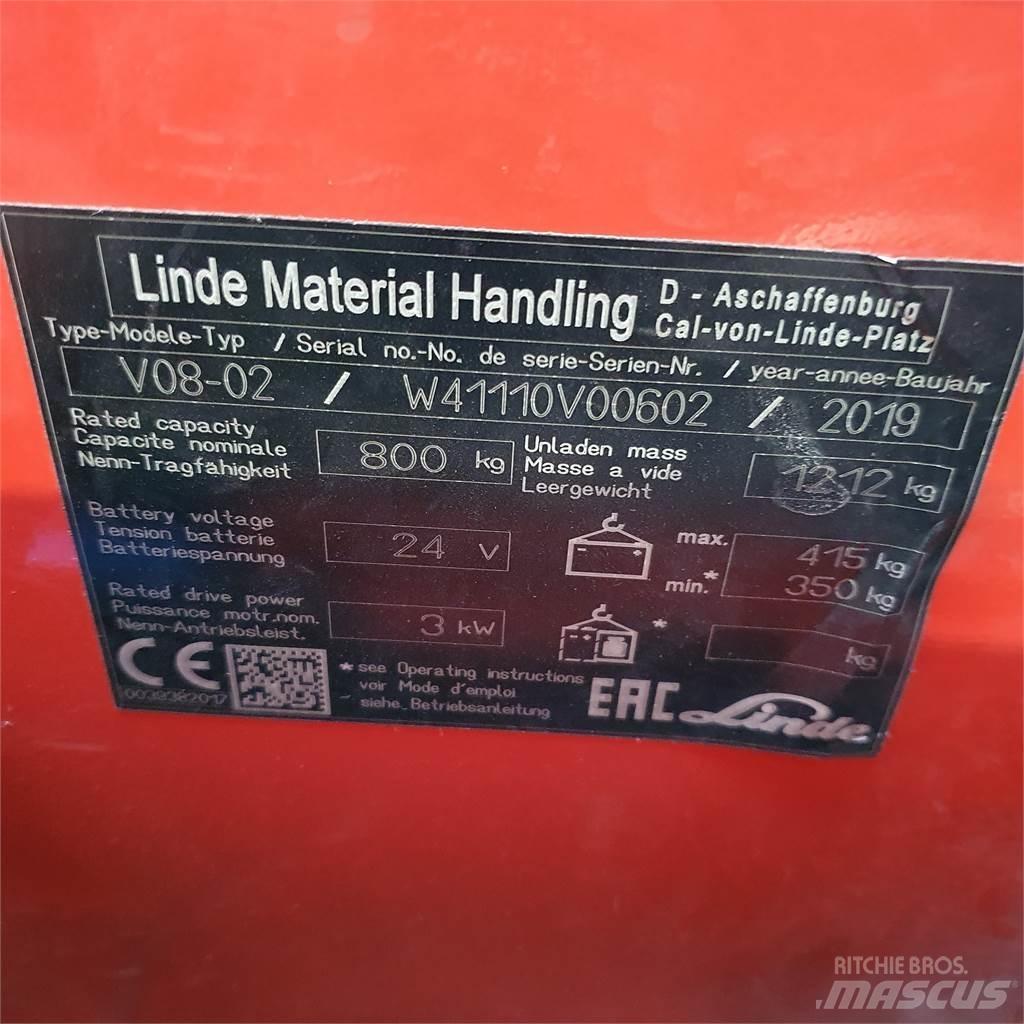 Linde Material Handling D - Aschaffenburg
Cal-von-Linde-Platz
Type-Modele-Typ / Serial no.-No. de serie-Serien-Nr. / year-annee-Baujahr
V08-02 / W41110V00602 / 2019
Rated capacity
Capacite nominale
Nenn-Tragfähigkeit
800 kg
Unladen mass
Masse a vide
Leergewicht
1212 kg
Battery voltage
Tension batterie
Batteriespannung
24 V
max. 415 kg
min.* 350 kg
Rated drive power
Puissance motr.nom.
Nenn-Antriebsleist.
3 kW
* kg
CE
0039382017
*see Operating instructions
voir Mode d'emploi
siehe Betriebsanleitung
EAC Linde
RITCHIE BROS.
MASCUS